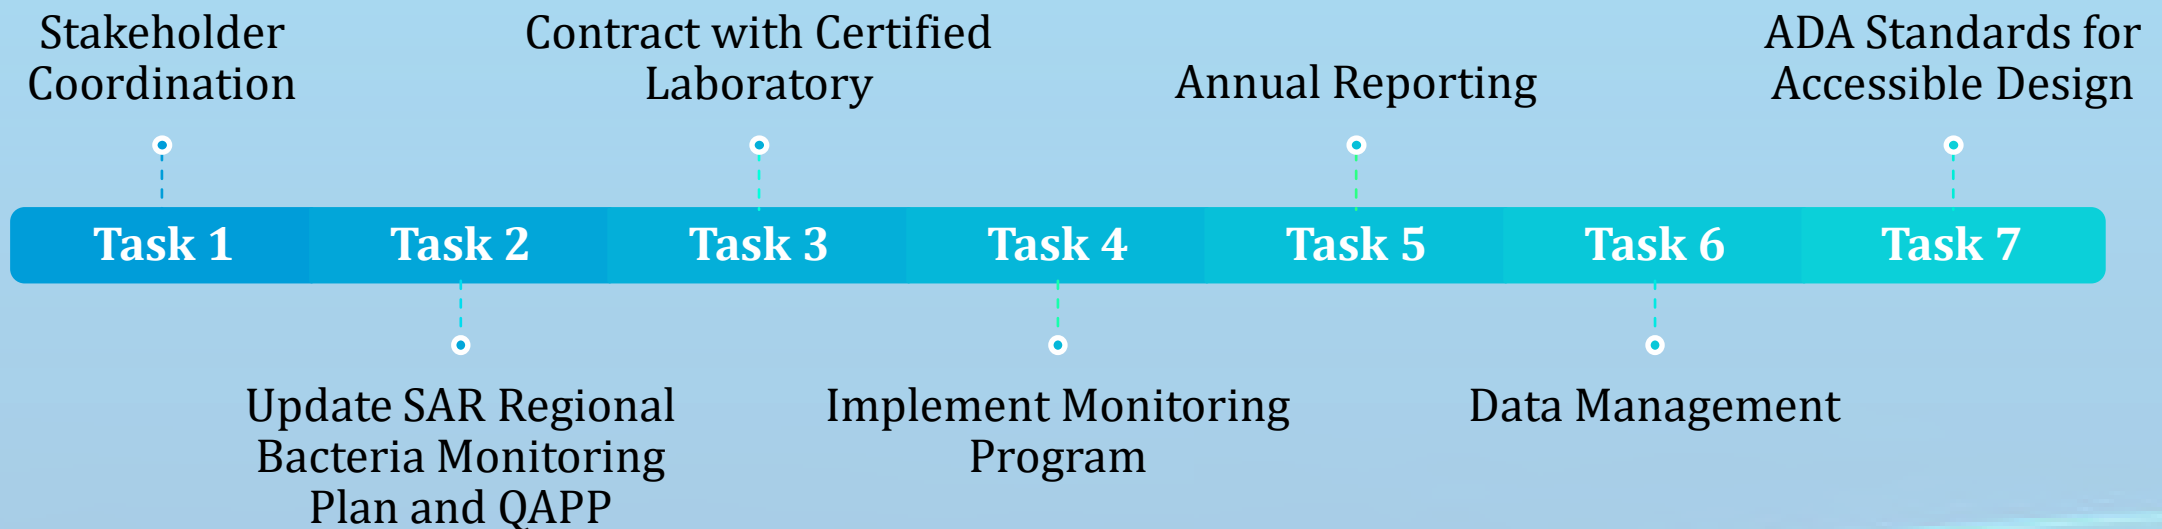 Stakeholder
Coordination
Contract with Certified
Laboratory
Annual Reporting
ADA Standards for
Accessible Design
Task 1
Task 2
Task 3
Task 4
Task 5
Task 6
Task 7
Update SAR Regional
Bacteria Monitoring
Plan and QAPP
Implement Monitoring
Program
Data Management